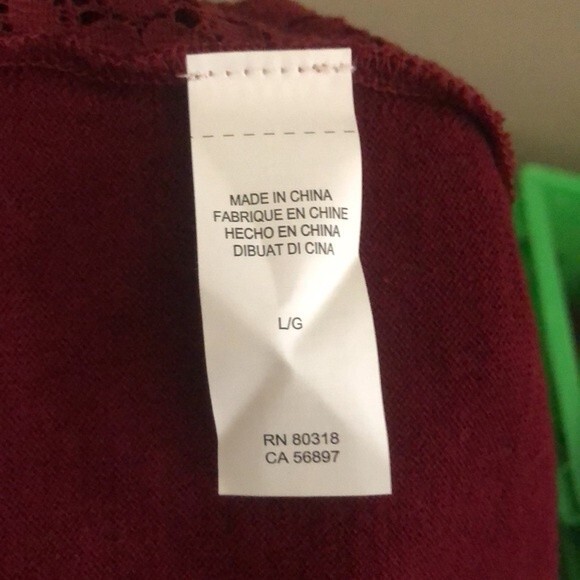 MADE IN CHINA
FABRIQUE EN CHINE
HECHO EN CHINA
DIBUAT DI CINA
L/G
RN 80318
CA 56897